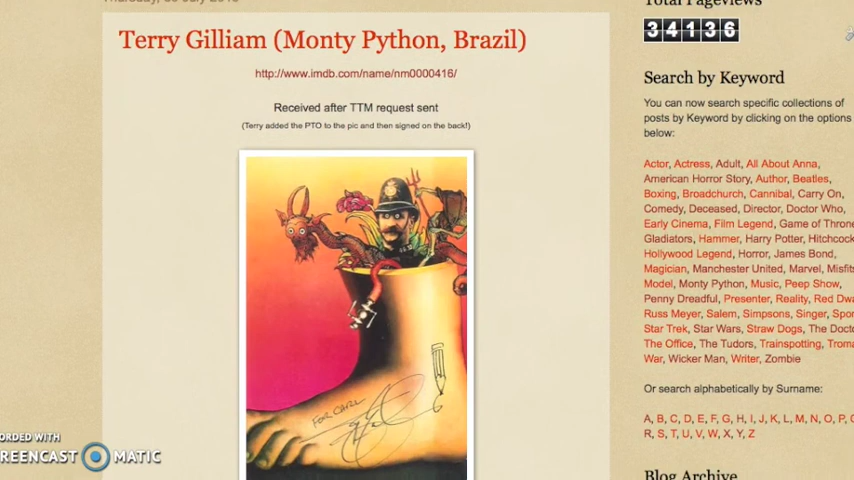 Terry Gilliam (Monty Python, Brazil)
http://www.imdb.com/name/nm0000416/
Received after TTM request sent
(Terry added the PTO to the pic and then signed on the back!)
FOR CARL
Total Pageviews
34136
Search by Keyword
You can now search specific collections of
posts by Keyword by clicking on the options
below:
Actor, Actress, Adult, All About Anna,
American Horror Story, Author, Beatles,
Boxing, Broadchurch, Cannibal, Carry On,
Comedy, Deceased, Director, Doctor Who,
Early Cinema, Film Legend, Game of Throne
Gladiators, Hammer, Harry Potter, Hitchcock
Hollywood Legend, Horror, James Bond,
Magician, Manchester United, Marvel, Misfits
Model, Monty Python, Music, Peep Show,
Penny Dreadful, Presenter, Reality, Red Dwa
Russ Meyer, Salem, Simpsons, Singer, Spor
Star Trek, Star Wars, Straw Dogs, The Docto
The Office, The Tudors, Trainspotting, Troma
War, Wicker Man, Writer, Zombie
Or search alphabetically by Surname:
A, B, C, D, E, F, G, H, I, J, K, L, M, N, O, P, Q
R, S, T, U, V, W, X, Y, Z
Blog Archive
ORDED WITH
REENCAST MATIC